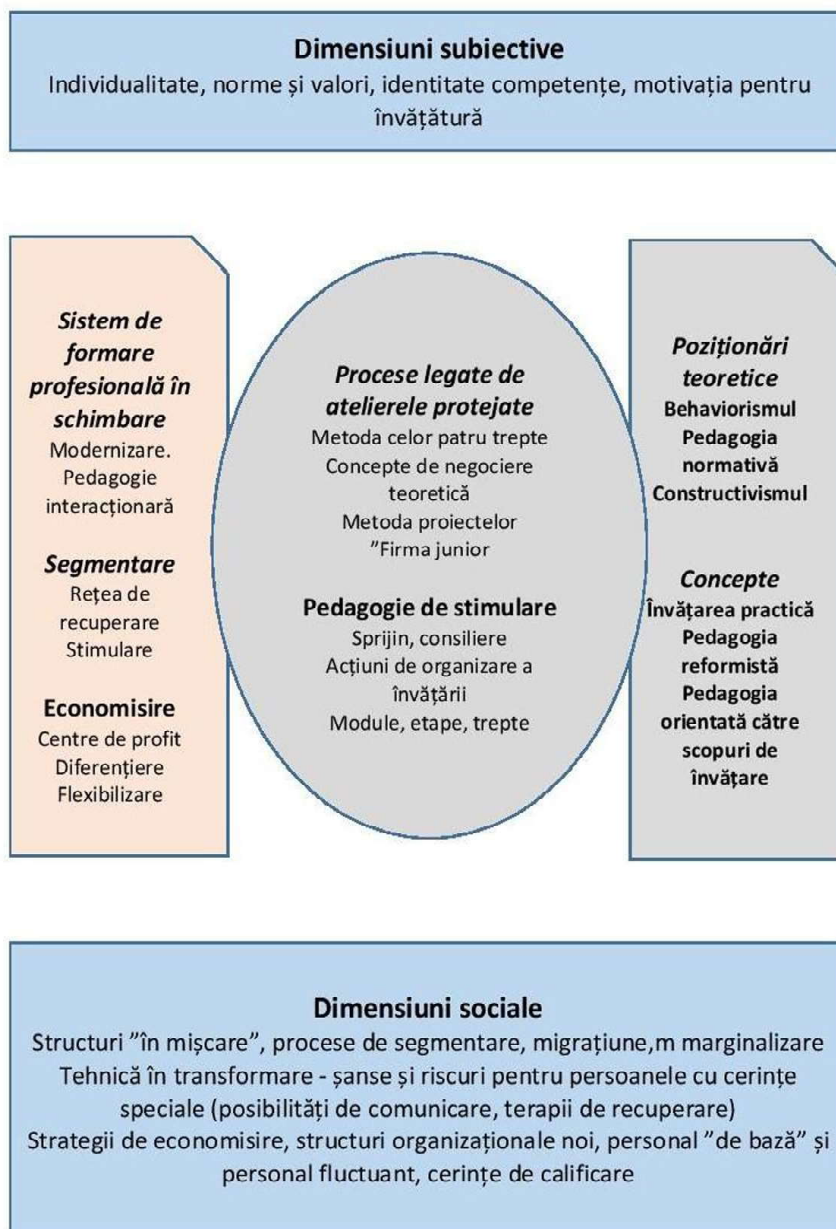 Dimensiuni subiective
Individualitate, norme și valori, identitate competențe, motivația pentru
învățătură
Sistem de
formare
profesională în
schimbare
Modernizare.
Pedagogie
interacționară
Segmentare
Rețea de
recuperare
Stimulare
Economisire
Centre de profit
Diferențiere
Flexibilizare
Procese legate de
atelierele protejate
Metoda celor patru trepte
Concepte de negociere
teoretică
Metoda proiectelor
”Firma junior
Pedagogie de stimulare
Sprijin, consiliere
Acțiuni de organizare a
învățării
Module, etape, trepte
Poziționări
teoretice
Behaviorismul
Pedagogia
normativă
Constructivismul
Concepte
Învățarea practică
Pedagogia
reformistă
Pedagogia
orientată către
scopuri de
învățare
Dimensiuni sociale
Structuri ”în mișcare”, procese de segmentare, migrațiune,m marginalizare
Tehnică în transformare - șanse și riscuri pentru persoanele cu cerințe
speciale (posibilități de comunicare, terapii de recuperare)
Strategii de economisire, structuri organizaționale noi, personal ”de bază” și
personal fluctuant, cerințe de calificare